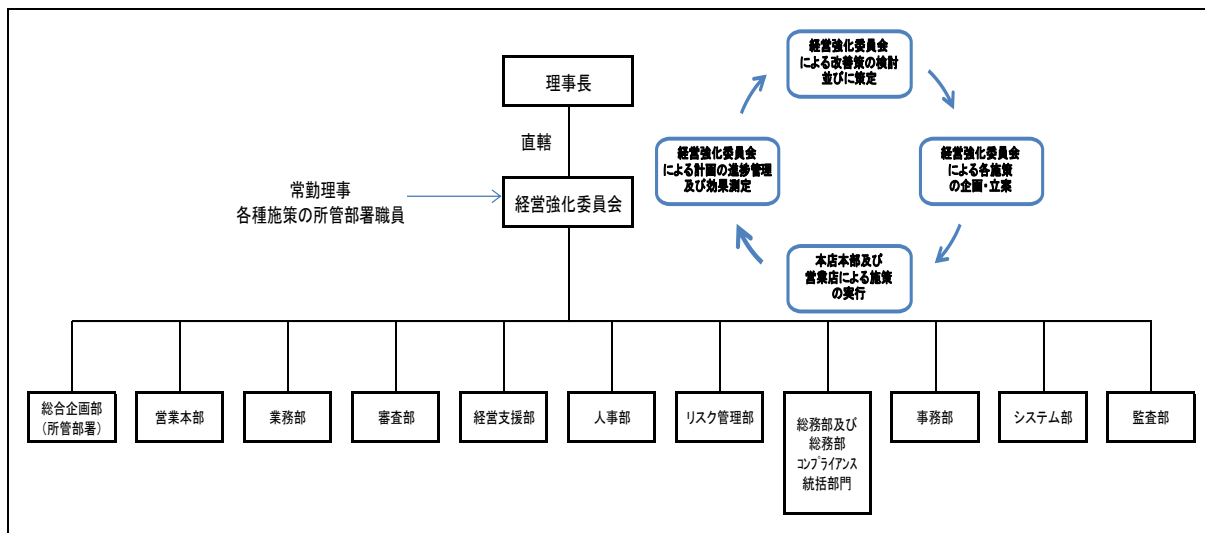 理事長
直轄
常勤理事
各種施策の所管部署職員
経営強化委員会
経営強化委員会
による改善策の検討
並びに策定
経営強化委員会
による計画の進捗管理
及び効果測定
経営強化委員会
による各施策
の企画・立案
本店本部及び
営業店による施策
の実行
総合企画部
（所管部署）
営業本部
業務部
審査部
経営支援部
人事部
リスク管理部
総務部及び
総務部
ｺﾝﾌﾟﾗｲｱﾝｽ
統括部門
事務部
システム部
監査部